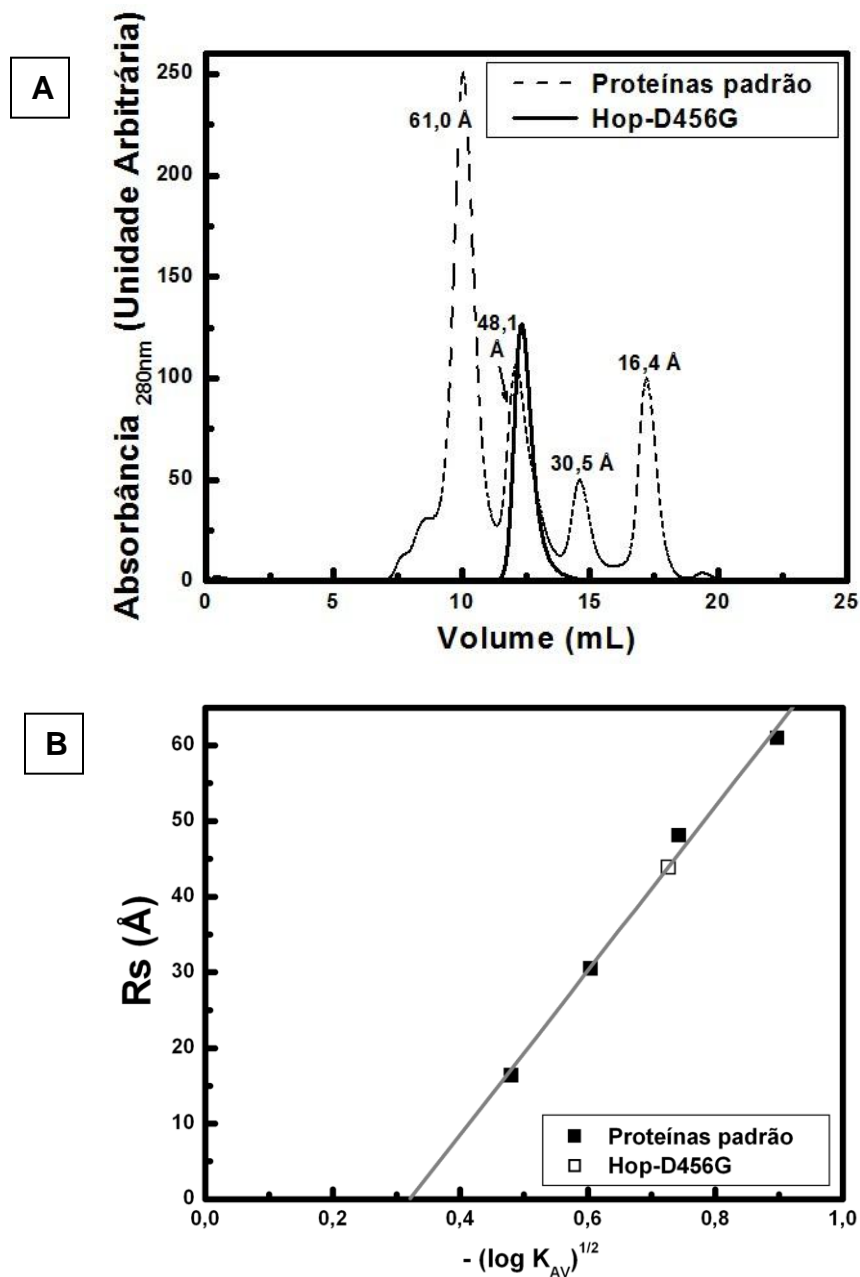 A
Absorbância 280nm (Unidade Arbitrária)
250
200
150
100
50
0
Proteínas padrão
Hop-D456G
61,0 Å
48,1
Å
30,5 Å
16,4 Å
0
5
10
15
20
25
Volume (mL)
B
Rs (Å)
60
50
40
30
20
10
0
Proteínas padrão
Hop-D456G
0,0
0,2
0,4
0,6
0,8
1,0
- (log KAV)1/2